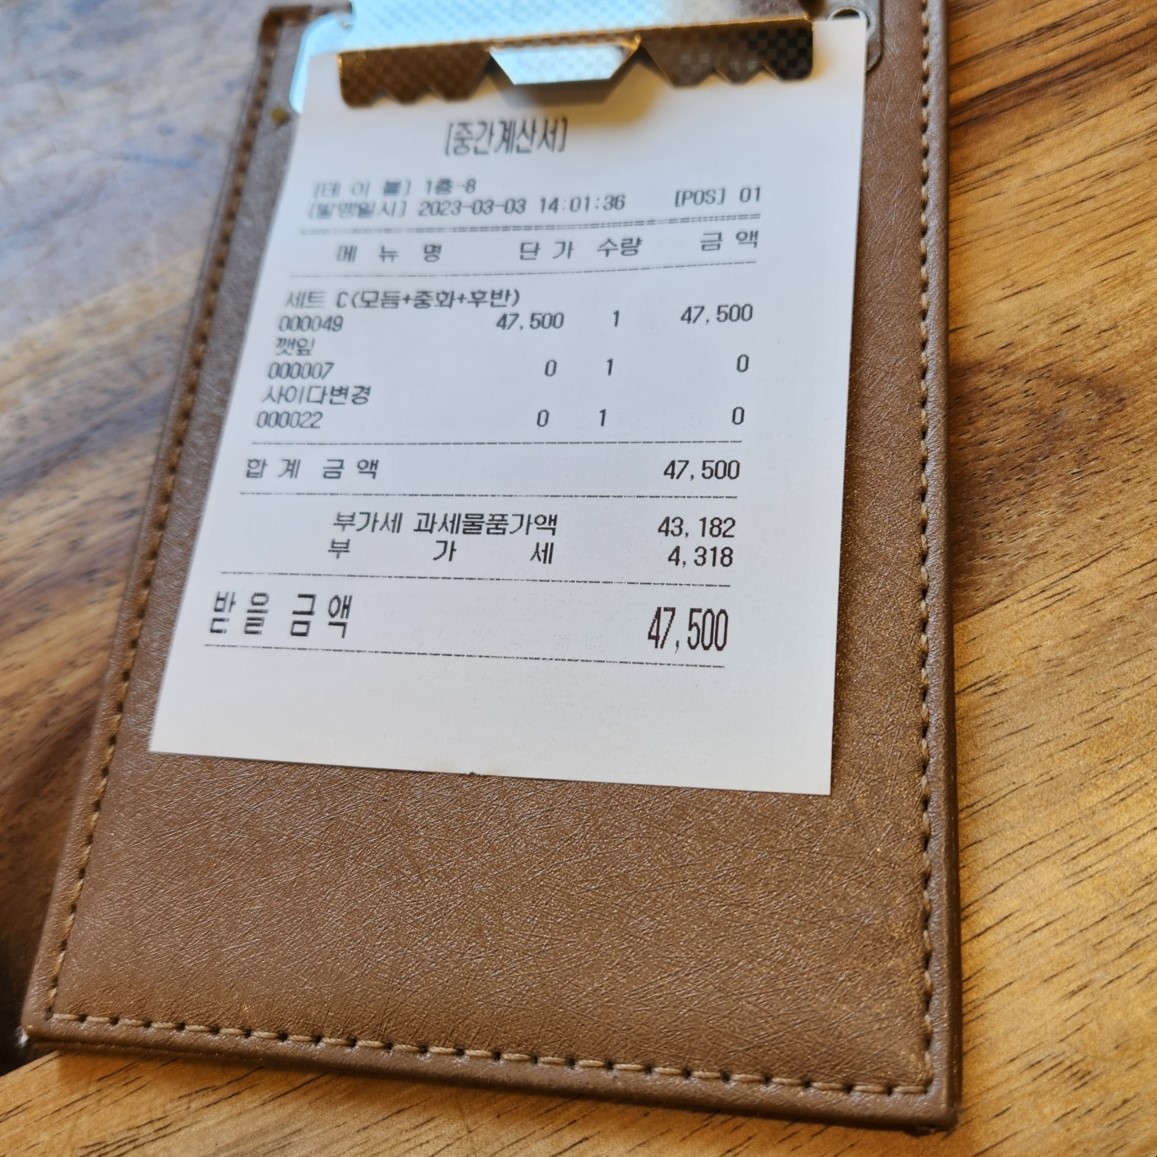 [중간계산서]
[테 이 블] 1층-8
[발행일시] 2023-03-03 14:01:36 [POS] 01
메 뉴 명 단 가 수량 금 액
세트 C(모듬+중화+후반)
000049 47,500 1 47,500
깻잎
000007 0 1 0
사이다변경
000022 0 1 0
합 계 금 액 47,500
부가세 과세물품가액 43,182
부 가 세 4,318
받 을 금 액 47,500